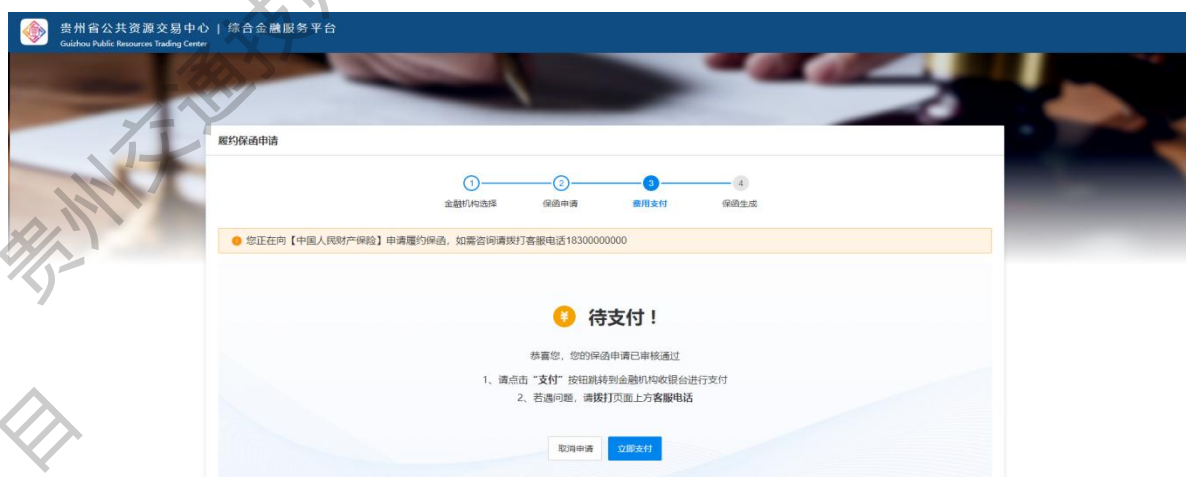 贵州省公共资源交易中心 | 综合金融服务平台
Guizhou Public Resources Trading Center
履约保函申请
1 2 3 4
金融机构选择 保函申请 费用支付 保函生成
您正在向【中国人民财产保险】申请履约保函，如需咨询请拨打客服电话18300000000
¥ 待支付！
恭喜您，您的保函申请已审核通过
1、请点击“支付”按钮跳转到金融机构收银台进行支付
2、若遇问题，请拨打页面上方客服电话
取消申请 立即支付
贵州交通技
目